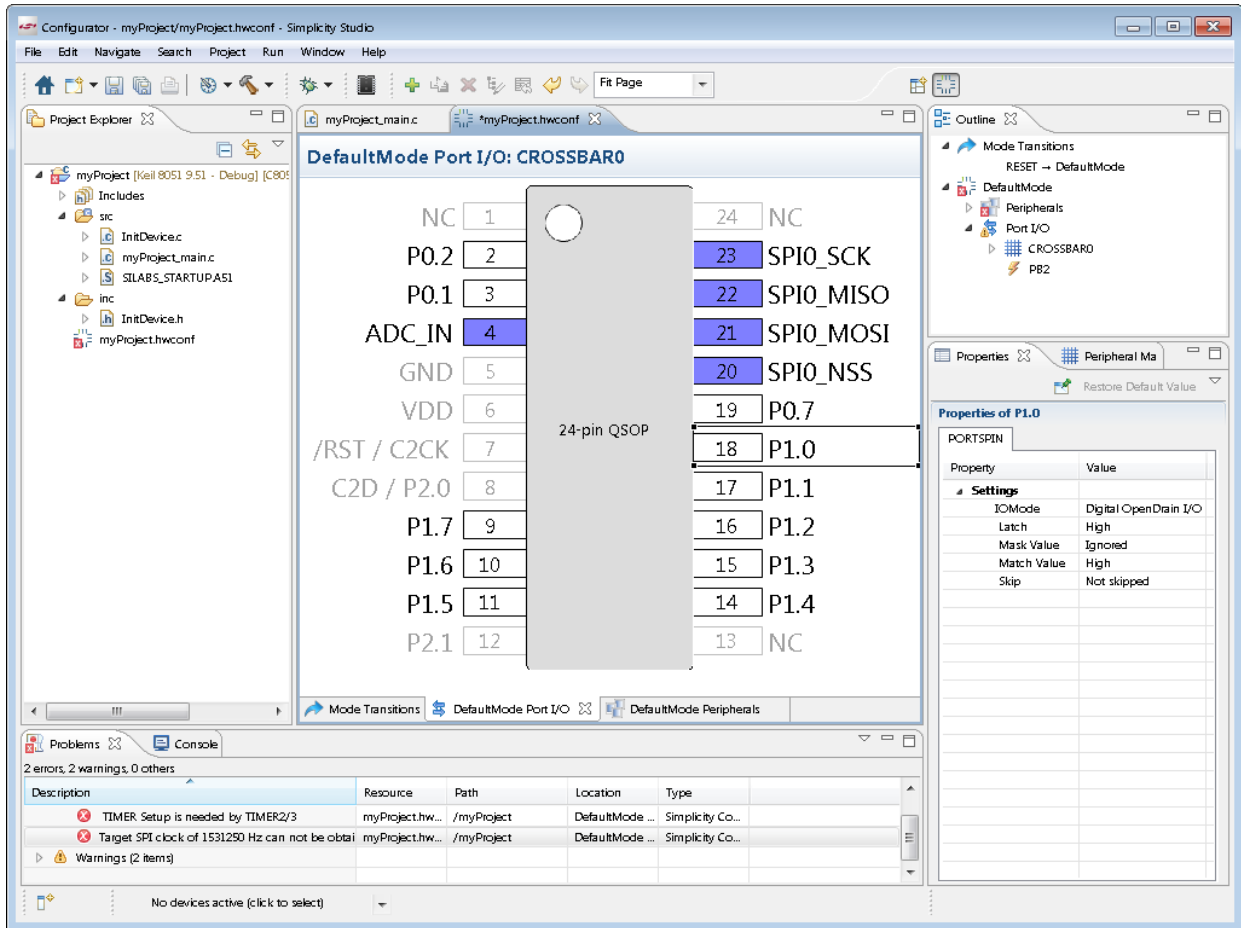 Configurator - myProject/myProject.hwconf - Simplicity Studio
File Edit Navigate Search Project Run Window Help
Fit Page
Project Explorer
myProject [Keil 8051 9.51 - Debug] [C805
Includes
src
InitDevice.c
myProject_main.c
SILABS_STARTUP.A51
inc
InitDevice.h
myProject.hwconf
myProject_main.c *myProject.hwconf
DefaultMode Port I/O: CROSSBAR0
NC 1 24 NC
P0.2 2 23 SPI0_SCK
P0.1 3 22 SPI0_MISO
ADC_IN 4 21 SPI0_MOSI
GND 5 20 SPI0_NSS
VDD 6 19 P0.7
24-pin QSOP
/RST / C2CK 7 18 P1.0
C2D / P2.0 8 17 P1.1
P1.7 9 16 P1.2
P1.6 10 15 P1.3
P1.5 11 14 P1.4
P2.1 12 13 NC
Mode Transitions DefaultMode Port I/O DefaultMode Peripherals
Outline
Mode Transitions
RESET → DefaultMode
DefaultMode
Peripherals
Port I/O
CROSSBAR0
PB2
Properties Peripheral Ma
Restore Default Value
Properties of P1.0
PORTSPIN
Property Value
Settings
IOMode Digital OpenDrain I/O
Latch High
Mask Value Ignored
Match Value High
Skip Not skipped
Problems Console
2 errors, 2 warnings, 0 others
Description Resource Path Location Type
TIMER Setup is needed by TIMER2/3 myProject.hw... /myProject DefaultMode ... Simplicity Co...
Target SPI clock of 1531250 Hz can not be obtai myProject.hw... /myProject DefaultMode ... Simplicity Co...
Warnings (2 items)
No devices active (click to select)